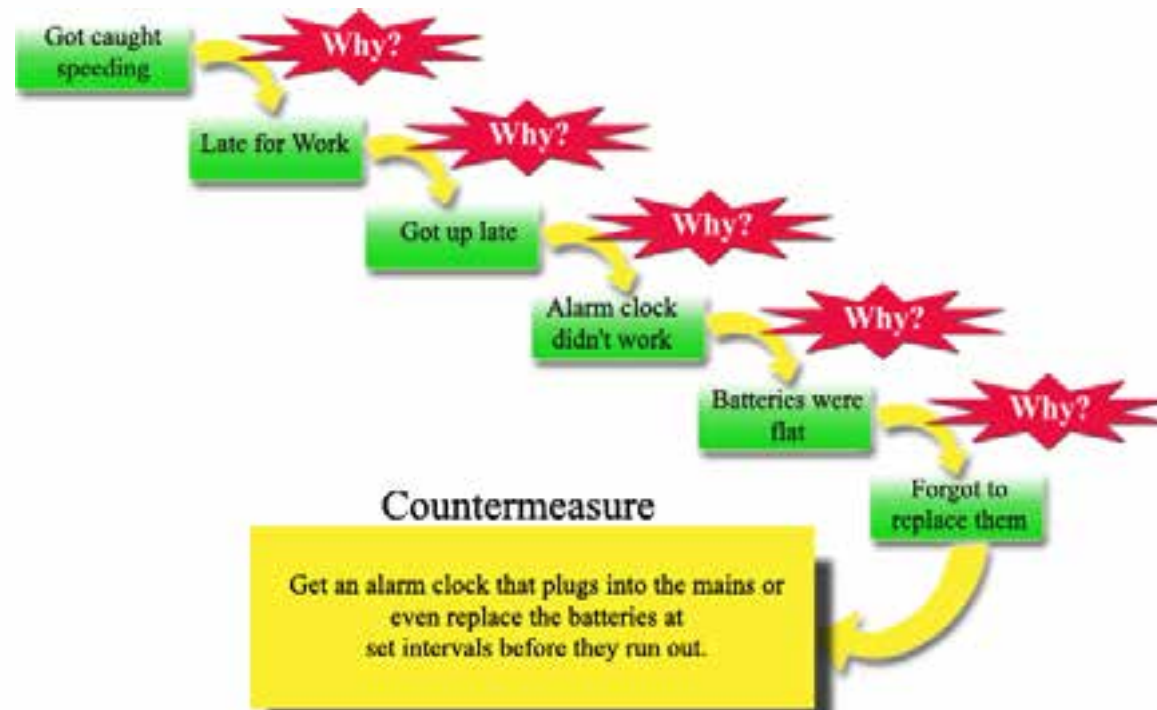 Got caught
speeding
Why?
Late for Work
Why?
Got up late
Why?
Alarm clock
didn't work
Why?
Batteries were
flat
Why?
Forgot to
replace them
Countermeasure
Get an alarm clock that plugs into the mains or
even replace the batteries at
set intervals before they run out.